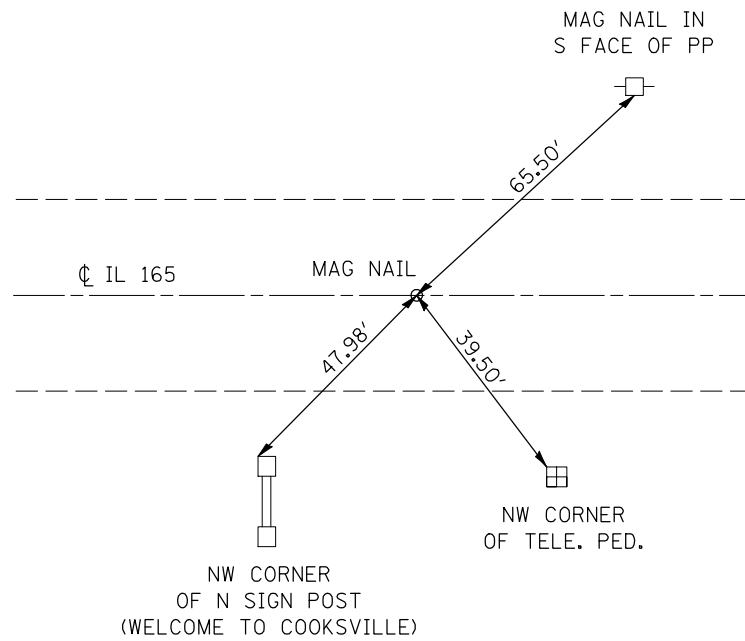 MAG NAIL IN
S FACE OF PP
65.50'
℄ IL 165
MAG NAIL
47.98'
39.50'
NW CORNER
OF TELE. PED.
NW CORNER
OF N SIGN POST
(WELCOME TO COOKSVILLE)